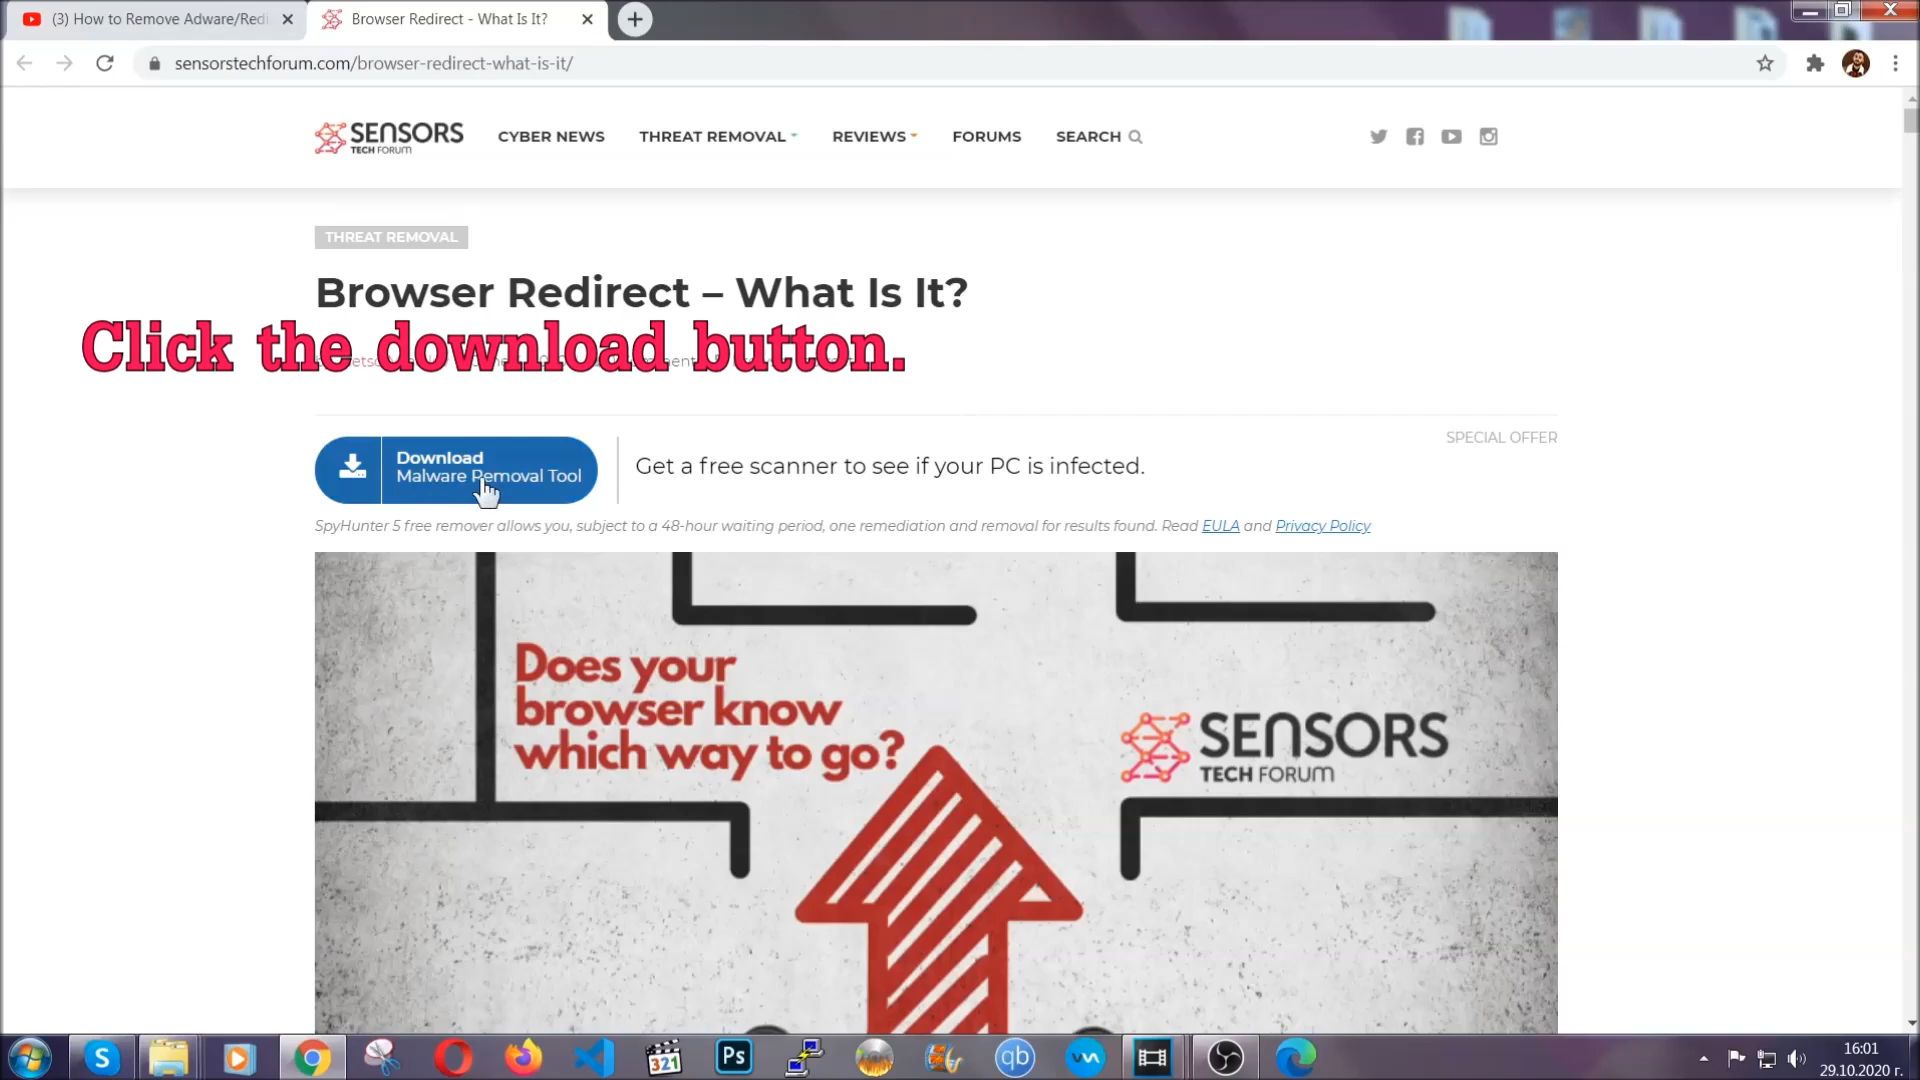 (3) How to Remove Adware/Redi
Browser Redirect - What Is It?
sensorstechforum.com/browser-redirect-what-is-it/
SENSORS
TECH FORUM
CYBER NEWS
THREAT REMOVAL
REVIEWS
FORUMS
SEARCH
THREAT REMOVAL
Browser Redirect – What Is It?
Click the download button.
SPECIAL OFFER
Download
Malware Removal Tool
Get a free scanner to see if your PC is infected.
SpyHunter 5 free remover allows you, subject to a 48-hour waiting period, one remediation and removal for results found. Read EULA and Privacy Policy
Does your
browser know
which way to go?
SENSORS
TECH FORUM
S
321
Ps
qb
16:01
29.10.2020 г.